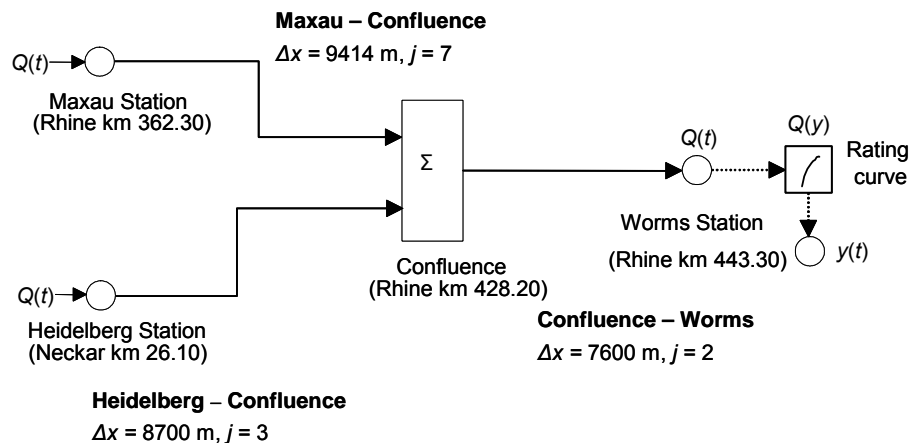 Maxau – Confluence
Δx = 9414 m, j = 7
Q(t)
Maxau Station
(Rhine km 362.30)
Σ
Q(t)
Q(y)
Rating
curve
Worms Station
(Rhine km 443.30)
y(t)
Confluence
(Rhine km 428.20)
Q(t)
Heidelberg Station
(Neckar km 26.10)
Confluence – Worms
Δx = 7600 m, j = 2
Heidelberg – Confluence
Δx = 8700 m, j = 3